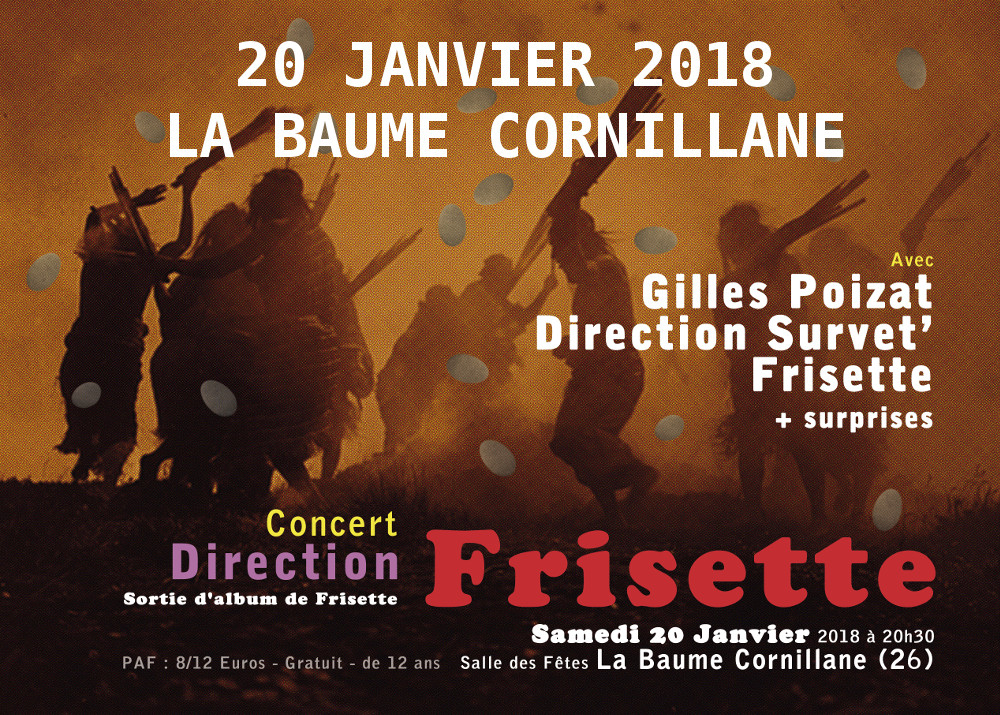 20 JANVIER 2018
LA BAUME CORNILLANE
Avec
Gilles Poizat
Direction Survet'
Frisette
+ surprises
Concert
Direction
Frisette
Sortie d'album de Frisette
Samedi 20 Janvier 2018 à 20h30
PAF : 8/12 Euros - Gratuit - de 12 ans
Salle des Fêtes La Baume Cornillane (26)